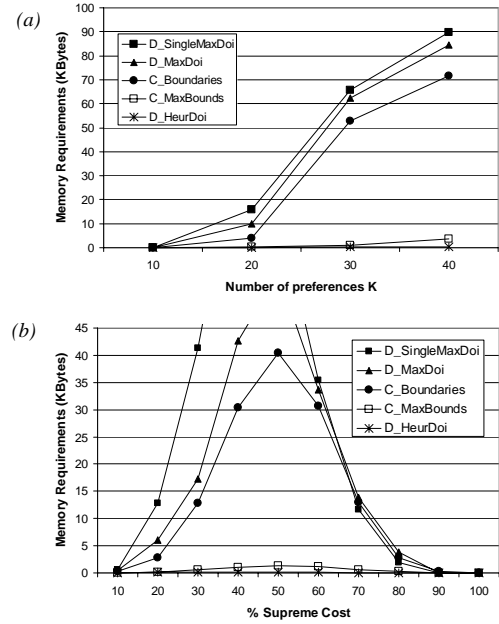 (a)
Memory Requirements (KBytes)
100
90
80
70
60
50
40
30
20
10
0
D_SingleMaxDoi
D_MaxDoi
C_Boundaries
C_MaxBounds
D_HeurDoi
10 20 30 40
Number of preferences K
(b)
Memory Requirements (KBytes)
45
40
35
30
25
20
15
10
5
0
D_SingleMaxDoi
D_MaxDoi
C_Boundaries
C_MaxBounds
D_HeurDoi
10 20 30 40 50 60 70 80 90 100
% Supreme Cost